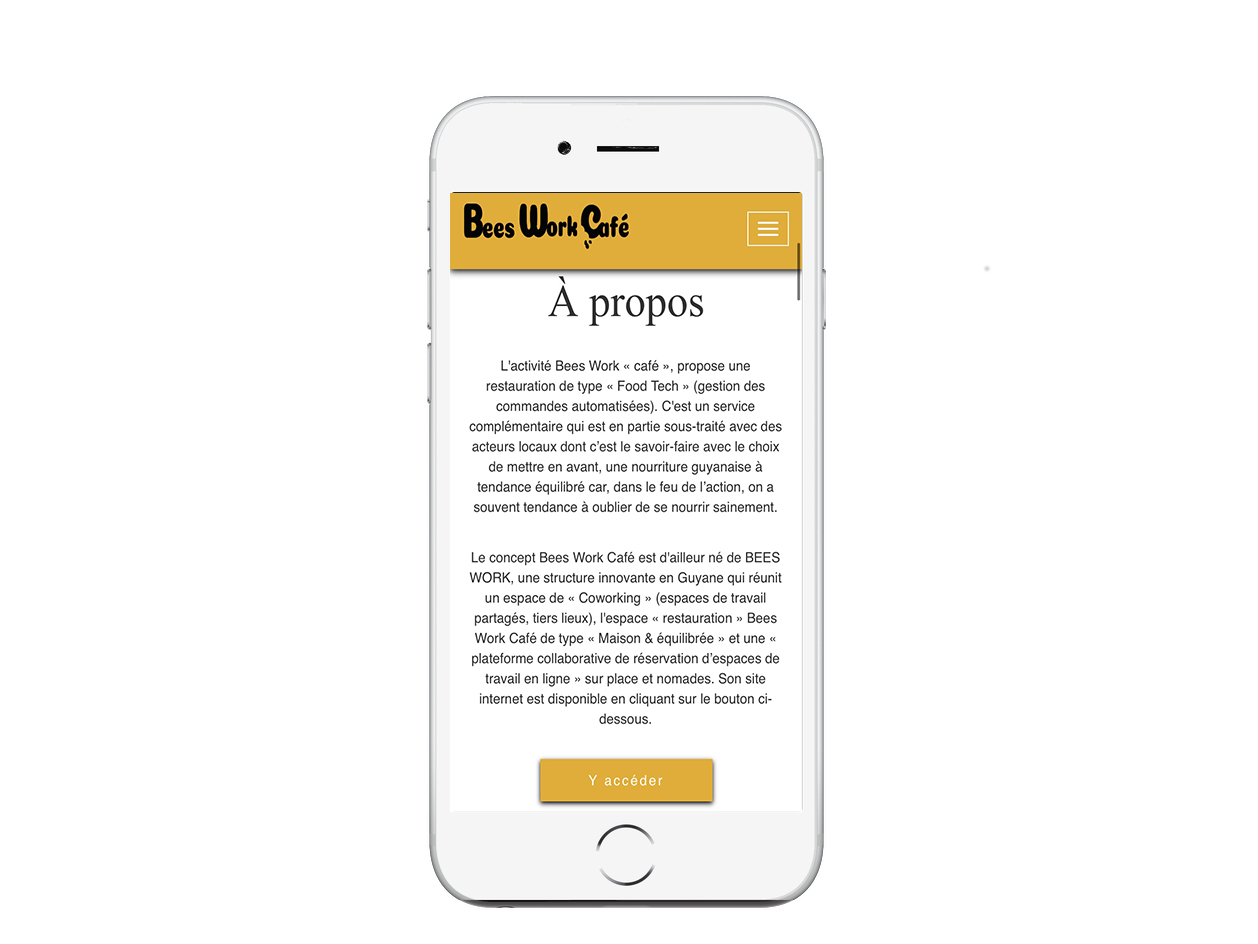 Bees Work Café
À propos
L'activité Bees Work « café », propose une
restauration de type « Food Tech » (gestion des
commandes automatisées). C'est un service
complémentaire qui est en partie sous-traité avec des
acteurs locaux dont c’est le savoir-faire avec le choix
de mettre en avant, une nourriture guyanaise à
tendance équilibré car, dans le feu de l’action, on a
souvent tendance à oublier de se nourrir sainement.
Le concept Bees Work Café est d'ailleur né de BEES
WORK, une structure innovante en Guyane qui réunit
un espace de « Coworking » (espaces de travail
partagés, tiers lieux), l'espace « restauration » Bees
Work Café de type « Maison & équilibrée » et une «
plateforme collaborative de réservation d’espaces de
travail en ligne » sur place et nomades. Son site
internet est disponible en cliquant sur le bouton ci-
dessous.
Y accéder